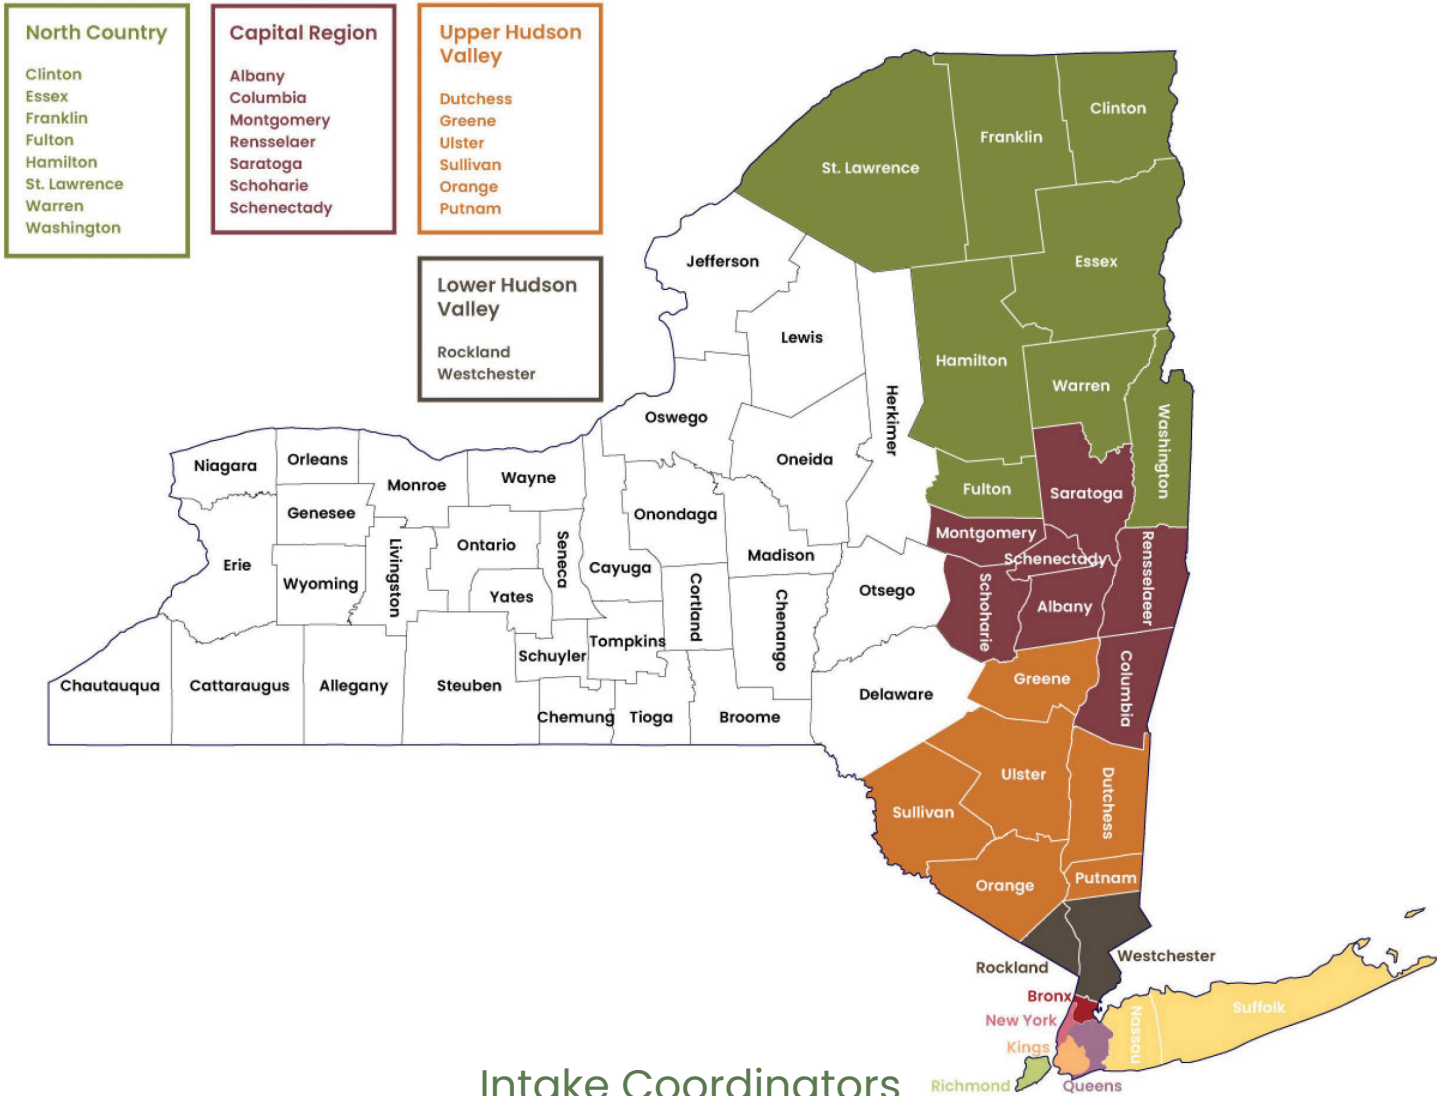 North Country
Clinton
Essex
Franklin
Fulton
Hamilton
St. Lawrence
Warren
Washington
Capital Region
Albany
Columbia
Montgomery
Rensselaer
Saratoga
Schoharie
Schenectady
Upper Hudson
Valley
Dutchess
Greene
Ulster
Sullivan
Orange
Putnam
Lower Hudson
Valley
Rockland
Westchester
Clinton
Franklin
St. Lawrence
Essex
Jefferson
Lewis
Hamilton
Warren
Herkimer
Washington
Oswego
Oneida
Niagara
Orleans
Monroe
Wayne
Fulton
Saratoga
Genesee
Onondaga
Montgomery
Erie
Wyoming
Livingston
Ontario
Seneca
Cayuga
Madison
Schenectady
Rensselaer
Yates
Cortland
Chenango
Otsego
Schoharie
Albany
Chautauqua
Cattaraugus
Allegany
Steuben
Schuyler
Tompkins
Chemung
Tioga
Broome
Delaware
Greene
Columbia
Ulster
Sullivan
Dutchess
Orange
Putnam
Rockland
Westchester
Bronx
New York
Kings
Richmond
Queens
Nassau
Suffolk
Intake Coordinators